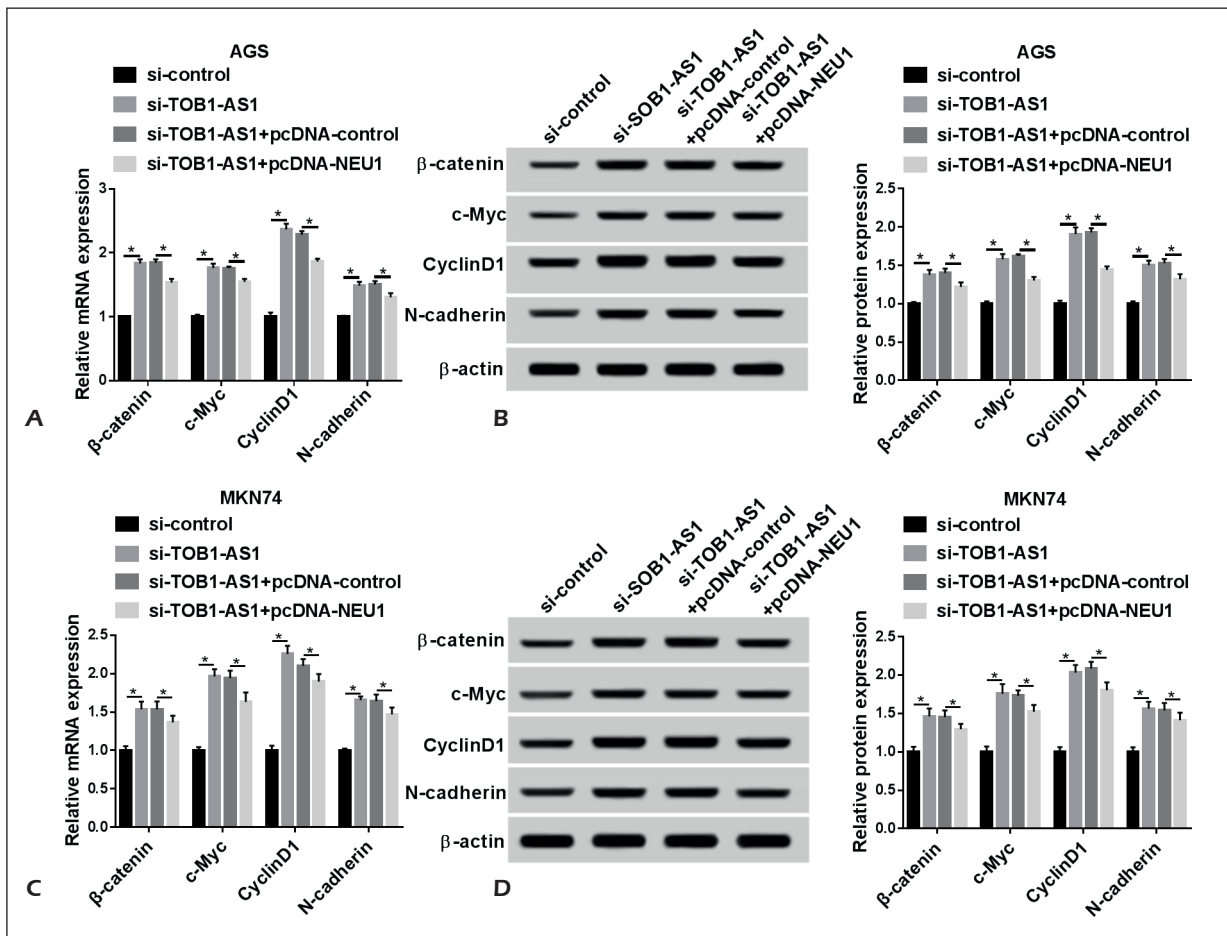 AGS
si-control
si-TOB1-AS1
si-TOB1-AS1+pcDNA-control
si-TOB1-AS1+pcDNA-NEU1
Relative mRNA expression
3
2
1
0
β-catenin
c-Myc
CyclinD1
N-cadherin
* * * * * * * *
A
si-control
si-SOB1-AS1
si-TOB1-AS1
+pcDNA-control
si-TOB1-AS1
+pcDNA-NEU1
β-catenin
c-Myc
CyclinD1
N-cadherin
β-actin
B
AGS
si-control
si-TOB1-AS1
si-TOB1-AS1+pcDNA-control
si-TOB1-AS1+pcDNA-NEU1
Relative protein expression
2.5
2.0
1.5
1.0
0.5
0.0
β-catenin
c-Myc
CyclinD1
N-cadherin
* * * * * * * *
MKN74
si-control
si-TOB1-AS1
si-TOB1-AS1+pcDNA-control
si-TOB1-AS1+pcDNA-NEU1
Relative mRNA expression
2.5
2.0
1.5
1.0
0.5
0.0
β-catenin
c-Myc
CyclinD1
N-cadherin
* * * * * * * *
C
si-control
si-SOB1-AS1
si-TOB1-AS1
+pcDNA-control
si-TOB1-AS1
+pcDNA-NEU1
β-catenin
c-Myc
CyclinD1
N-cadherin
β-actin
D
MKN74
si-control
si-TOB1-AS1
si-TOB1-AS1+pcDNA-control
si-TOB1-AS1+pcDNA-NEU1
Relative protein expression
2.5
2.0
1.5
1.0
0.5
0.0
β-catenin
c-Myc
CyclinD1
N-cadherin
* * * * * * * *